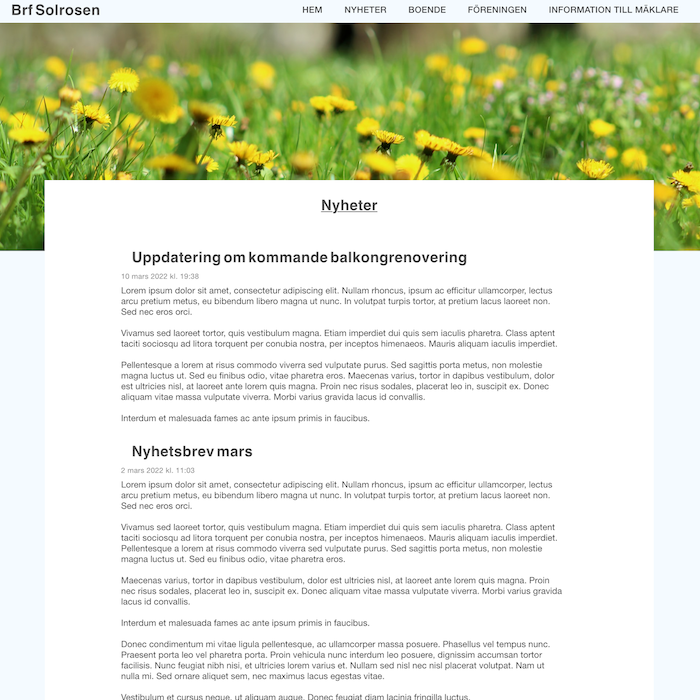 Brf Solrosen
HEM NYHETER BOENDE FÖRENINGEN INFORMATION TILL MÄKLARE
Nyheter
Uppdatering om kommande balkongrenovering
10 mars 2022 kl. 19:38
Lorem ipsum dolor sit amet, consectetur adipiscing elit. Nullam rhoncus, ipsum ac efficitur ullamcorper, lectus
arcu pretium metus, eu bibendum libero magna ut nunc. In volutpat turpis tortor, at pretium lacus laoreet non.
Sed nec eros orci.
Vivamus sed laoreet tortor, quis vestibulum magna. Etiam imperdiet dui quis sem iaculis pharetra. Class aptent
taciti sociosqu ad litora torquent per conubia nostra, per inceptos himenaeos. Mauris aliquam iaculis imperdiet.
Pellentesque a lorem at risus commodo viverra sed vulputate purus. Sed sagittis porta metus, non molestie
magna luctus ut. Sed eu finibus odio, vitae pharetra eros. Maecenas varius, tortor in dapibus vestibulum, dolor
est ultricies nisl, at laoreet ante lorem quis magna. Proin nec risus sodales, placerat leo in, suscipit ex. Donec
aliquam vitae massa vulputate viverra. Morbi varius gravida lacus id convallis.
Interdum et malesuada fames ac ante ipsum primis in faucibus.
Nyhetsbrev mars
2 mars 2022 kl. 11:03
Lorem ipsum dolor sit amet, consectetur adipiscing elit. Nullam rhoncus, ipsum ac efficitur ullamcorper, lectus
arcu pretium metus, eu bibendum libero magna ut nunc. In volutpat turpis tortor, at pretium lacus laoreet non.
Sed nec eros orci.
Vivamus sed laoreet tortor, quis vestibulum magna. Etiam imperdiet dui quis sem iaculis pharetra. Class aptent
taciti sociosqu ad litora torquent per conubia nostra, per inceptos himenaeos. Mauris aliquam iaculis imperdiet.
Pellentesque a lorem at risus commodo viverra sed vulputate purus. Sed sagittis porta metus, non molestie
magna luctus ut. Sed eu finibus odio, vitae pharetra eros.
Maecenas varius, tortor in dapibus vestibulum, dolor est ultricies nisl, at laoreet ante lorem quis magna. Proin
nec risus sodales, placerat leo in, suscipit ex. Donec aliquam vitae massa vulputate viverra. Morbi varius gravida
lacus id convallis.
Interdum et malesuada fames ac ante ipsum primis in faucibus.
Donec condimentum mi vitae ligula pellentesque, ac ullamcorper massa posuere. Phasellus vel tempus nunc.
Praesent porta leo vel pharetra porta. Proin vehicula nunc interdum leo posuere, dignissim accumsan tortor
facilisis. Nunc feugiat nibh nisi, et ultricies lorem varius et. Nullam sed nisl nec nisl placerat volutpat. Nam ut
nulla mi. Sed ornare aliquet sem, nec maximus lacus egestas vitae.
Vestibulum et cursus neque, ut aliquam augue. Donec feugiat diam lacinia fringilla luctus.